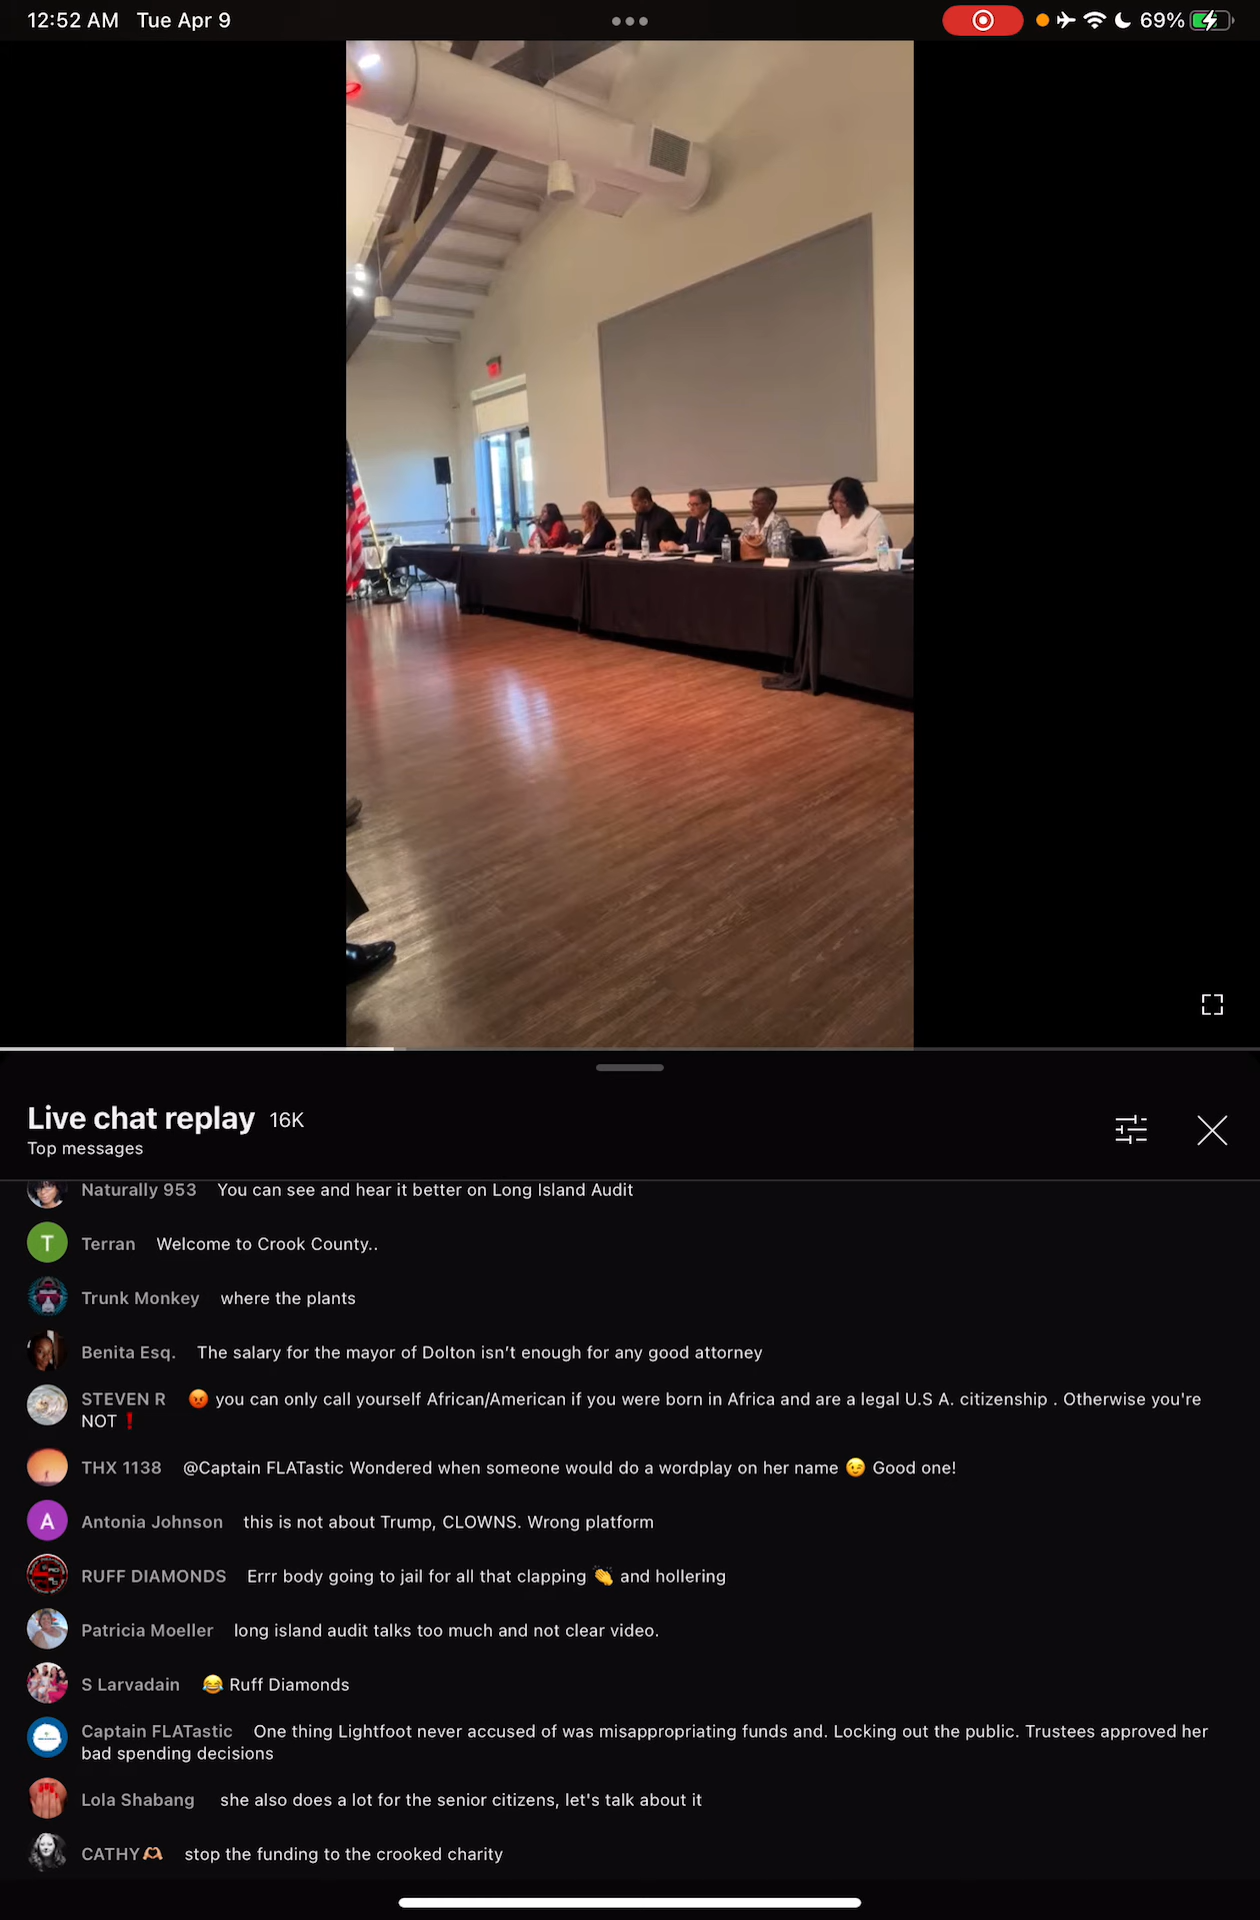 12:52 AM Tue Apr 9
69%
Live chat replay 16K
Top messages
Naturally 953 You can see and hear it better on Long Island Audit
T Terran Welcome to Crook County..
Trunk Monkey where the plants
Benita Esq. The salary for the mayor of Dolton isn't enough for any good attorney
STEVEN R 😡 you can only call yourself African/American if you were born in Africa and are a legal U.S A. citizenship . Otherwise you're
NOT❗
THX 1138 @Captain FLATastic Wondered when someone would do a wordplay on her name 😉 Good one!
A Antonia Johnson this is not about Trump, CLOWNS. Wrong platform
RUFF DIAMONDS Errr body going to jail for all that clapping 👏 and hollering
Patricia Moeller long island audit talks too much and not clear video.
S Larvadain 😂 Ruff Diamonds
Captain FLATastic One thing Lightfoot never accused of was misappropriating funds and. Locking out the public. Trustees approved her
bad spending decisions
Lola Shabang she also does a lot for the senior citizens, let's talk about it
CATHY🫶🏽 stop the funding to the crooked charity